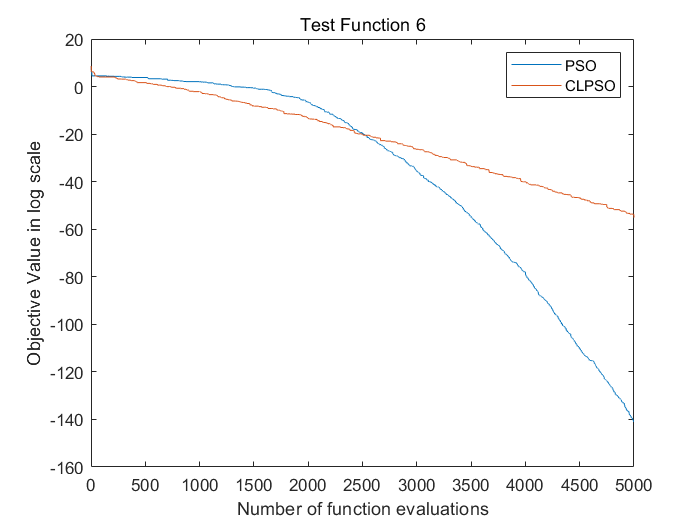 Test Function 6
20
0
-20
-40
-60
-80
-100
-120
-140
-160
Objective Value in log scale
PSO
CLPSO
0 500 1000 1500 2000 2500 3000 3500 4000 4500 5000
Number of function evaluations